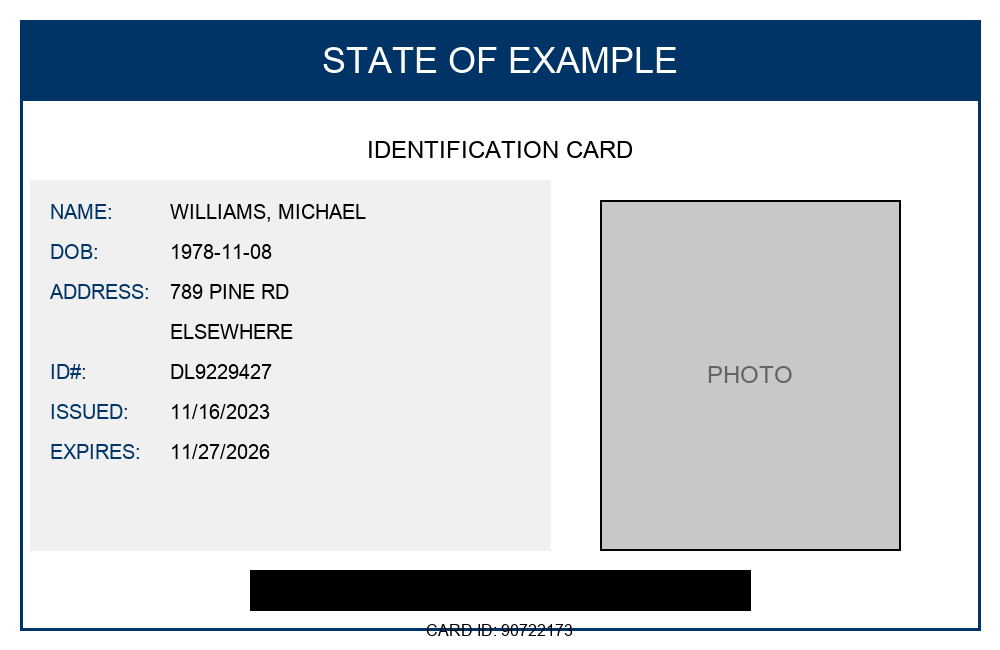 STATE OF EXAMPLE
IDENTIFICATION CARD
NAME: WILLIAMS, MICHAEL
DOB: 1978-11-08
ADDRESS: 789 PINE RD
ELSEWHERE
ID#: DL9229427
ISSUED: 11/16/2023
EXPIRES: 11/27/2026
PHOTO
CARD ID: 90722173